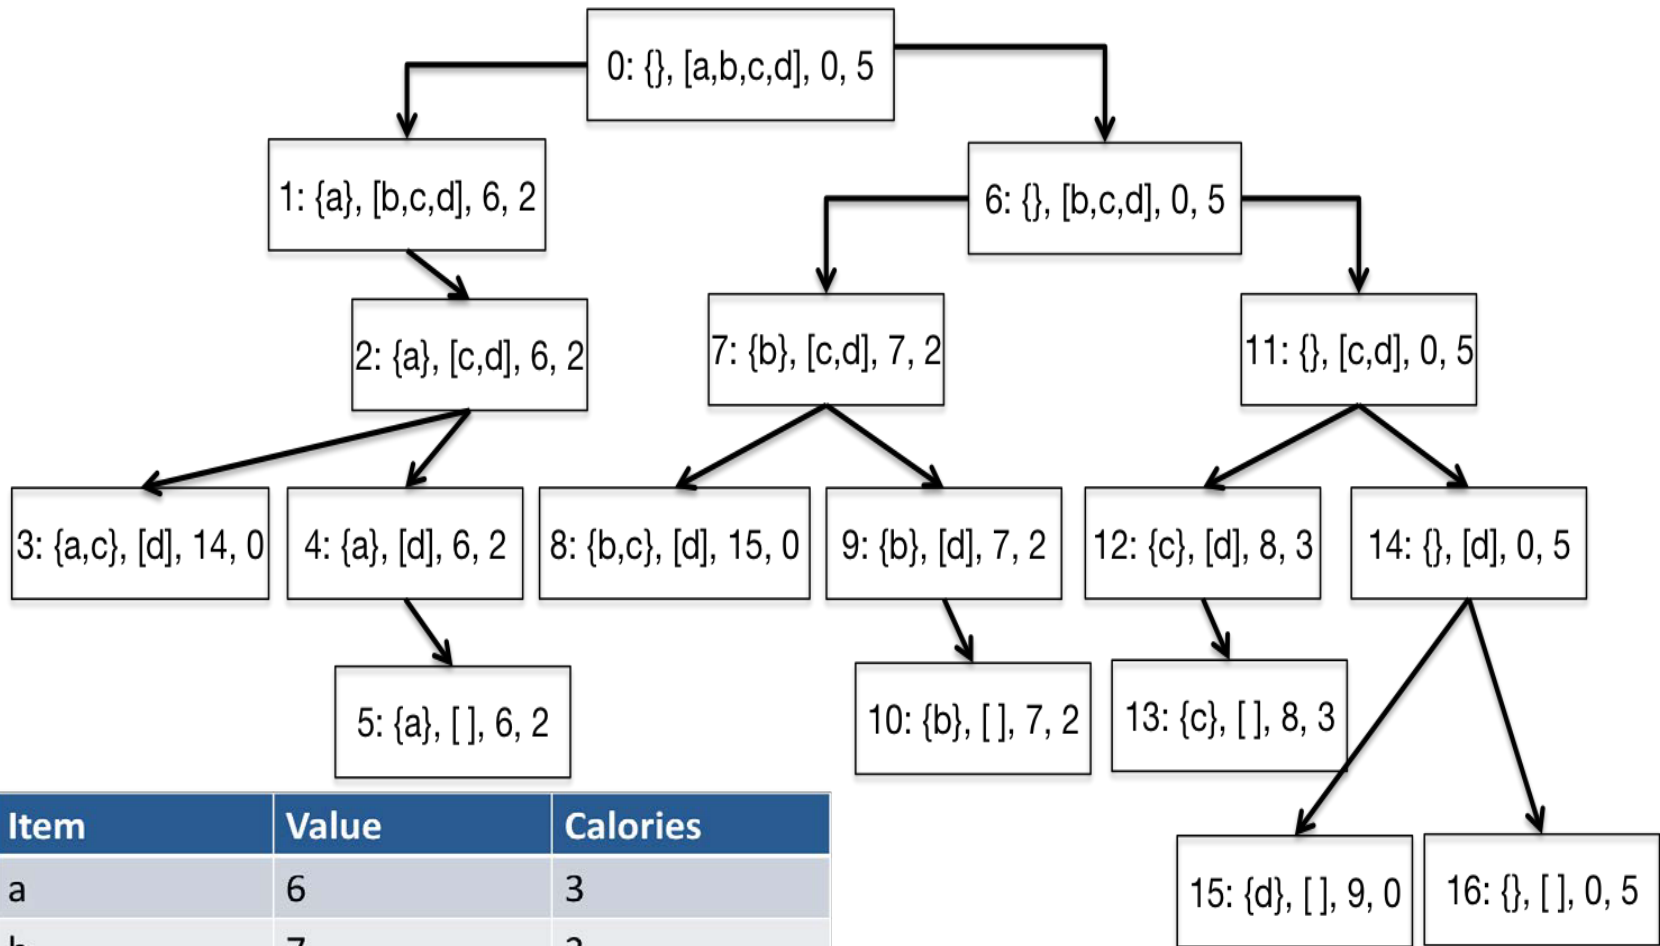 0: {}, [a,b,c,d], 0, 5
1: {a}, [b,c,d], 6, 2
6: {}, [b,c,d], 0, 5
2: {a}, [c,d], 6, 2
7: {b}, [c,d], 7, 2
11: {}, [c,d], 0, 5
3: {a,c}, [d], 14, 0
4: {a}, [d], 6, 2
8: {b,c}, [d], 15, 0
9: {b}, [d], 7, 2
12: {c}, [d], 8, 3
14: {}, [d], 0, 5
5: {a}, [ ], 6, 2
10: {b}, [ ], 7, 2
13: {c}, [ ], 8, 3
15: {d}, [ ], 9, 0
16: {}, [ ], 0, 5
Item Value Calories
a 6 3
b 7